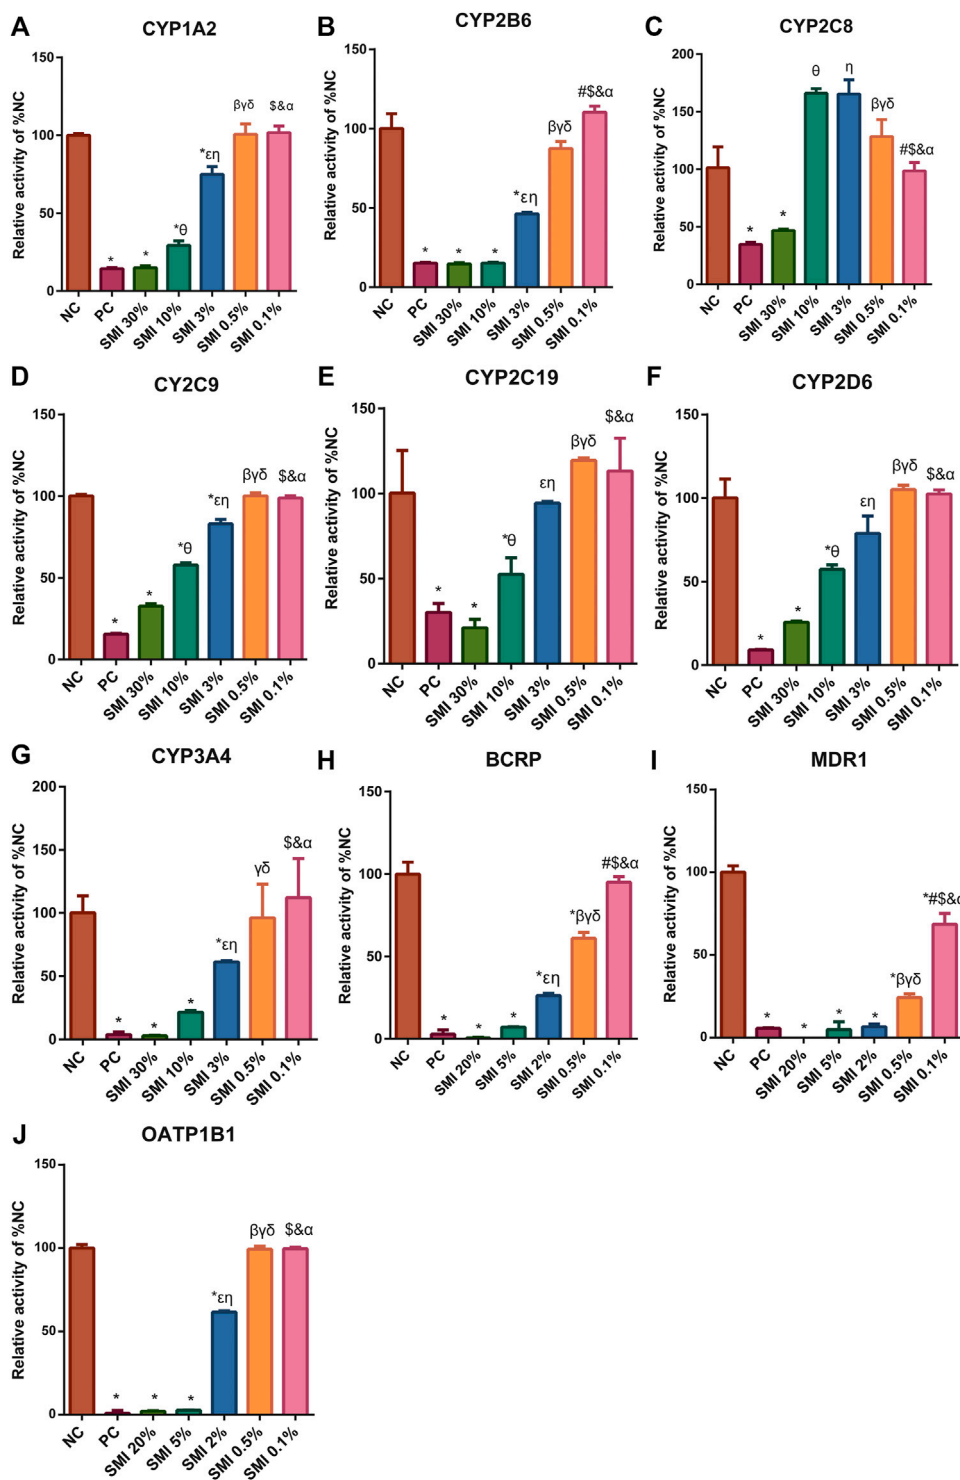 A
CYP1A2
Relative activity of %NC
150
100
50
0
*
*
*θ
*εη
βγδ
$&α
NC
PC
SMI 30%
SMI 10%
SMI 3%
SMI 0.5%
SMI 0.1%
B
CYP2B6
Relative activity of %NC
150
100
50
0
*
*
*
*εη
βγδ
#$&α
NC
PC
SMI 30%
SMI 10%
SMI 3%
SMI 0.5%
SMI 0.1%
C
CYP2C8
Relative activity of %NC
200
150
100
50
0
*
*
θ
η
βγδ
#$&α
NC
PC
SMI 30%
SMI 10%
SMI 3%
SMI 0.5%
SMI 0.1%
D
CY2C9
Relative activity of %NC
150
100
50
0
*
*
*θ
*εη
βγδ
$&α
NC
PC
SMI 30%
SMI 10%
SMI 3%
SMI 0.5%
SMI 0.1%
E
CYP2C19
Relative activity of %NC
150
100
50
0
*
*
*θ
εη
βγδ
$&α
NC
PC
SMI 30%
SMI 10%
SMI 3%
SMI 0.5%
SMI 0.1%
F
CYP2D6
Relative activity of %NC
150
100
50
0
*
*
*θ
εη
βγδ
$&α
NC
PC
SMI 30%
SMI 10%
SMI 3%
SMI 0.5%
SMI 0.1%
G
CYP3A4
Relative activity of %NC
200
150
100
50
0
*
*
*
*εη
γδ
$&α
NC
PC
SMI 30%
SMI 10%
SMI 3%
SMI 0.5%
SMI 0.1%
H
BCRP
Relative activity of %NC
150
100
50
0
*
*
*
*εη
*βγδ
#$&α
NC
PC
SMI 20%
SMI 5%
SMI 2%
SMI 0.5%
SMI 0.1%
I
MDR1
Relative activity of %NC
150
100
50
0
*
*
*
*
*βγδ
*#$&α
NC
PC
SMI 20%
SMI 5%
SMI 2%
SMI 0.5%
SMI 0.1%
J
OATP1B1
Relative activity of %NC
150
100
50
0
*
*
*
*εη
βγδ
$&α
NC
PC
SMI 20%
SMI 5%
SMI 2%
SMI 0.5%
SMI 0.1%